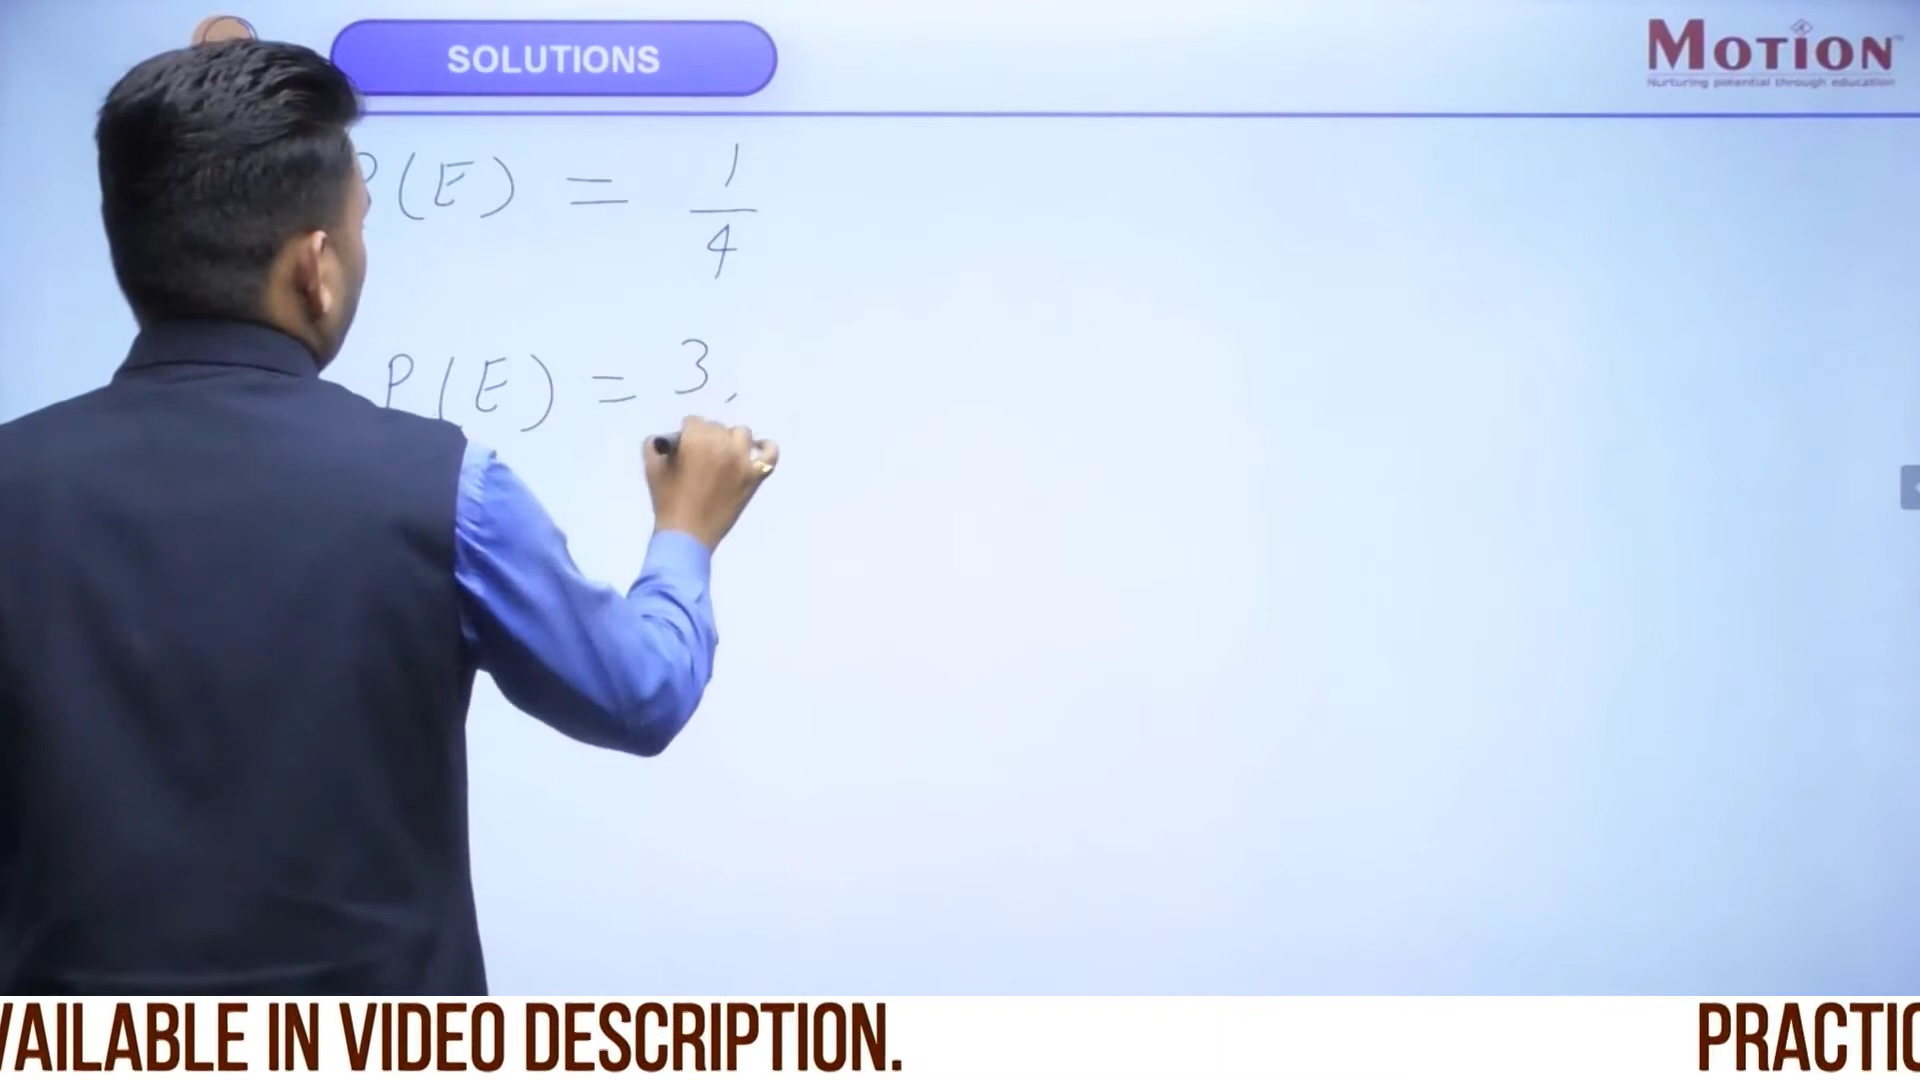 SOLUTIONS
MOTION
Nurturing potential through education
P(E) = 1/4
P(E) = 3
VAILABLE IN VIDEO DESCRIPTION.
PRACTIC